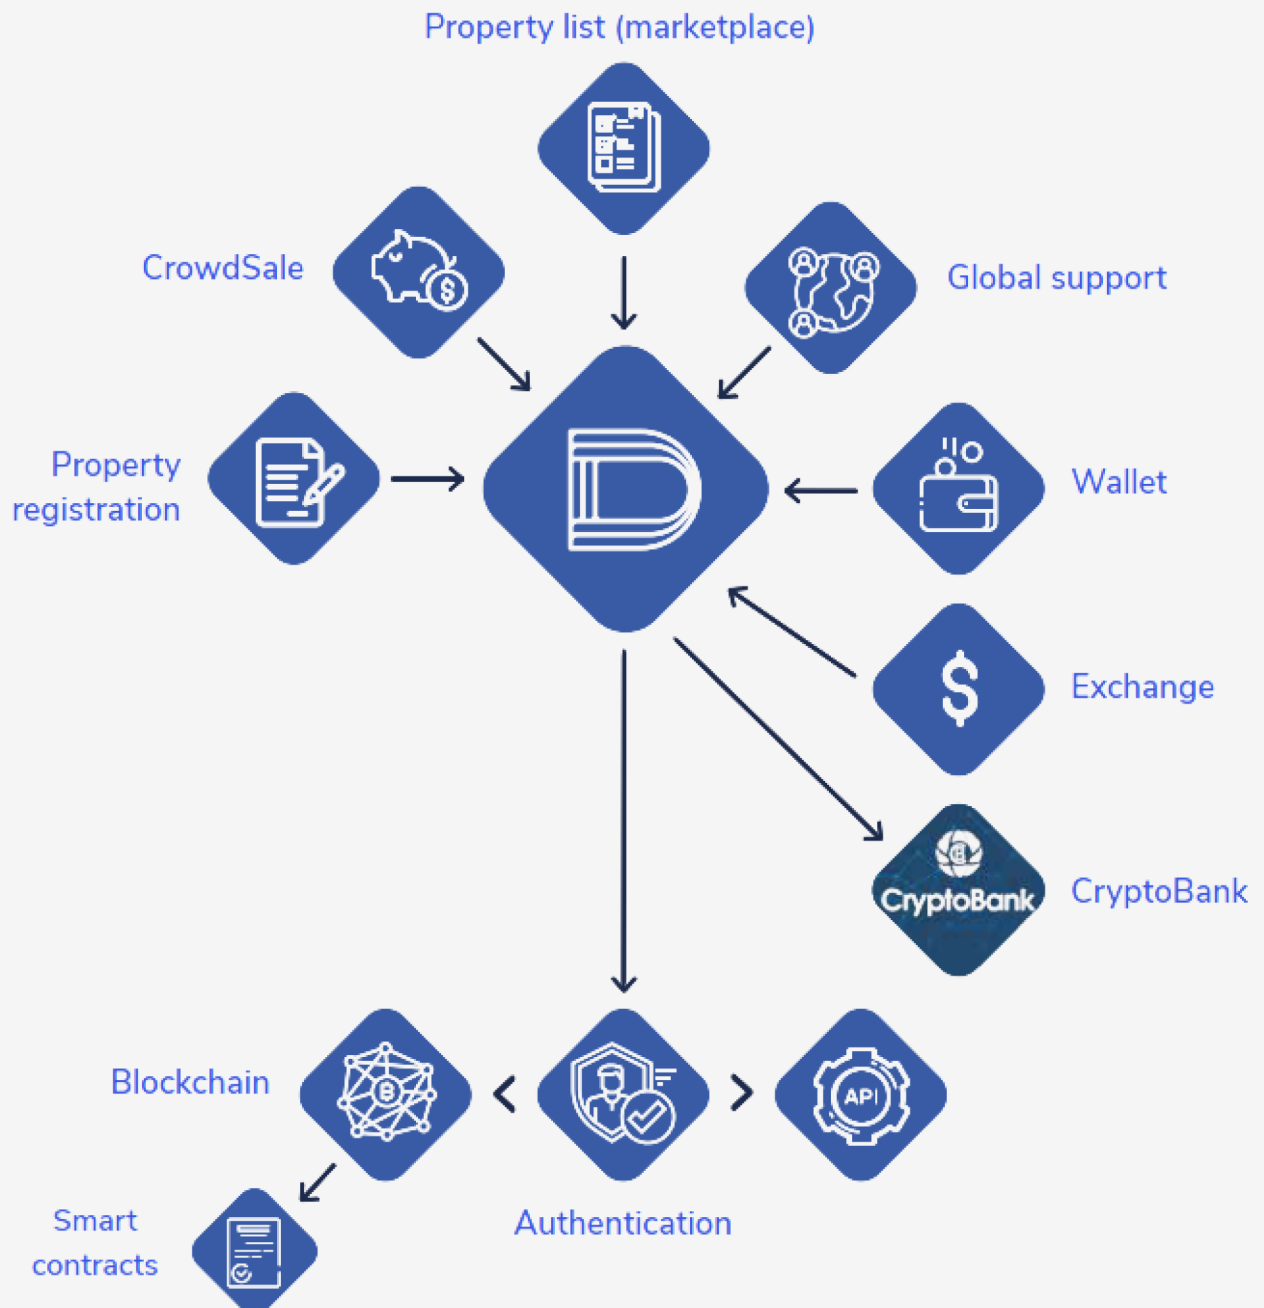 Property list (marketplace)
CrowdSale
Global support
Property
registration
Wallet
$
Exchange
CryptoBank
CryptoBank
Blockchain
B
API
Authentication
Smart
contracts